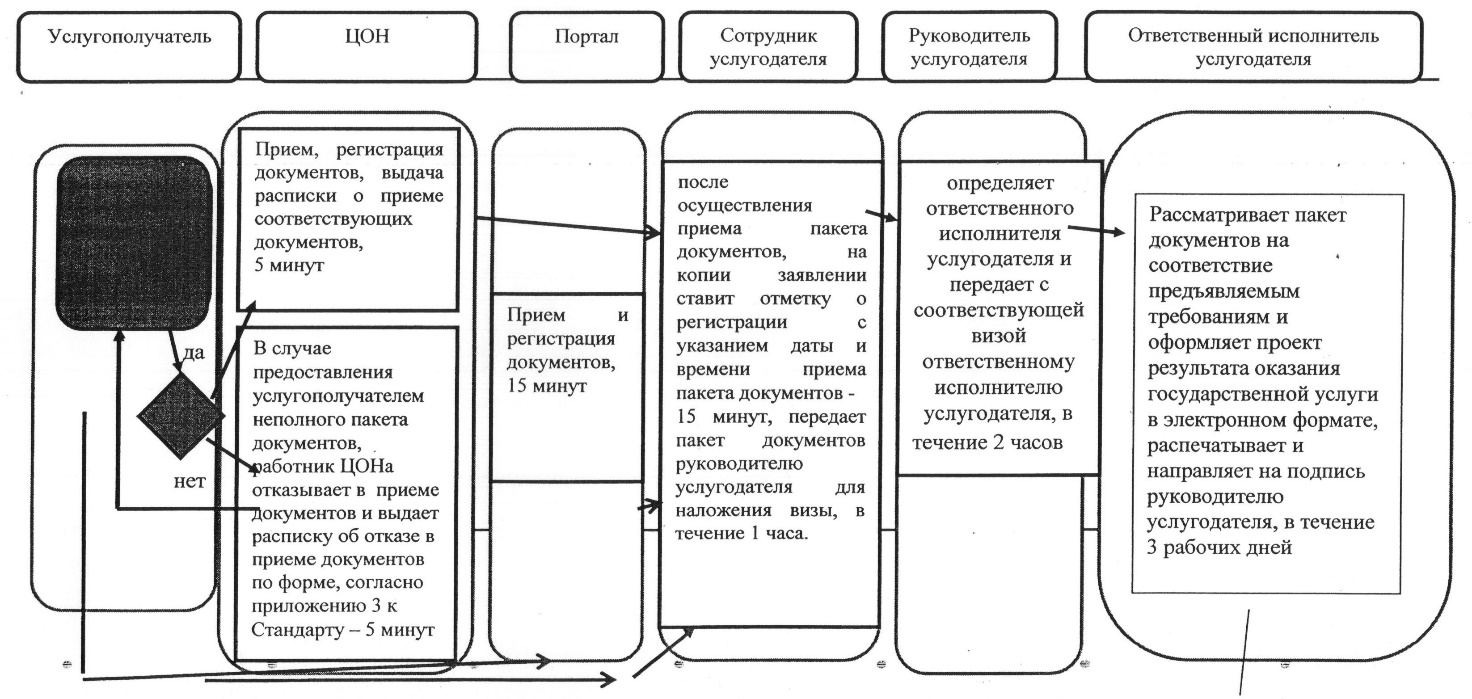 Услугополучатель
ЦОН
Портал
Сотрудник
услугодателя
Руководитель
услугодателя
Ответственный исполнитель
услугодателя
Прием, регистрация
документов, выдача
расписки о приеме
соответствующих
документов,
5 минут
да
нет
В случае
предоставления
услугополучателем
неполного пакета
документов,
работник ЦОНа
отказывает в приеме
документов и выдает
расписку об отказе в
приеме документов
по форме, согласно
приложению 3 к
Стандарту – 5 минут
Прием и
регистрация
документов,
15 минут
после
осуществления
приема пакета
документов, на
копии заявлении
ставит отметку о
регистрации с
указанием даты и
времени приема
пакета документов -
15 минут, передает
пакет документов
руководителю
услугодателя для
наложения визы, в
течение 1 часа.
определяет
ответственного
исполнителя
услугодателя и
передает с
соответствующей
визой
ответственному
исполнителю
услугодателя, в
течение 2 часов
Рассматривает пакет
документов на
соответствие
предъявляемым
требованиям и
оформляет проект
результата оказания
государственной услуги
в электронном формате,
распечатывает и
направляет на подпись
руководителю
услугодателя, в течение
3 рабочих дней